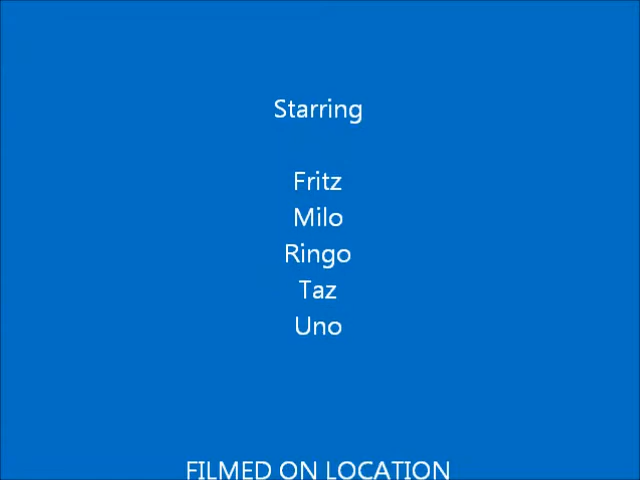 Starring
Fritz
Milo
Ringo
Taz
Uno
FILMED ON LOCATION